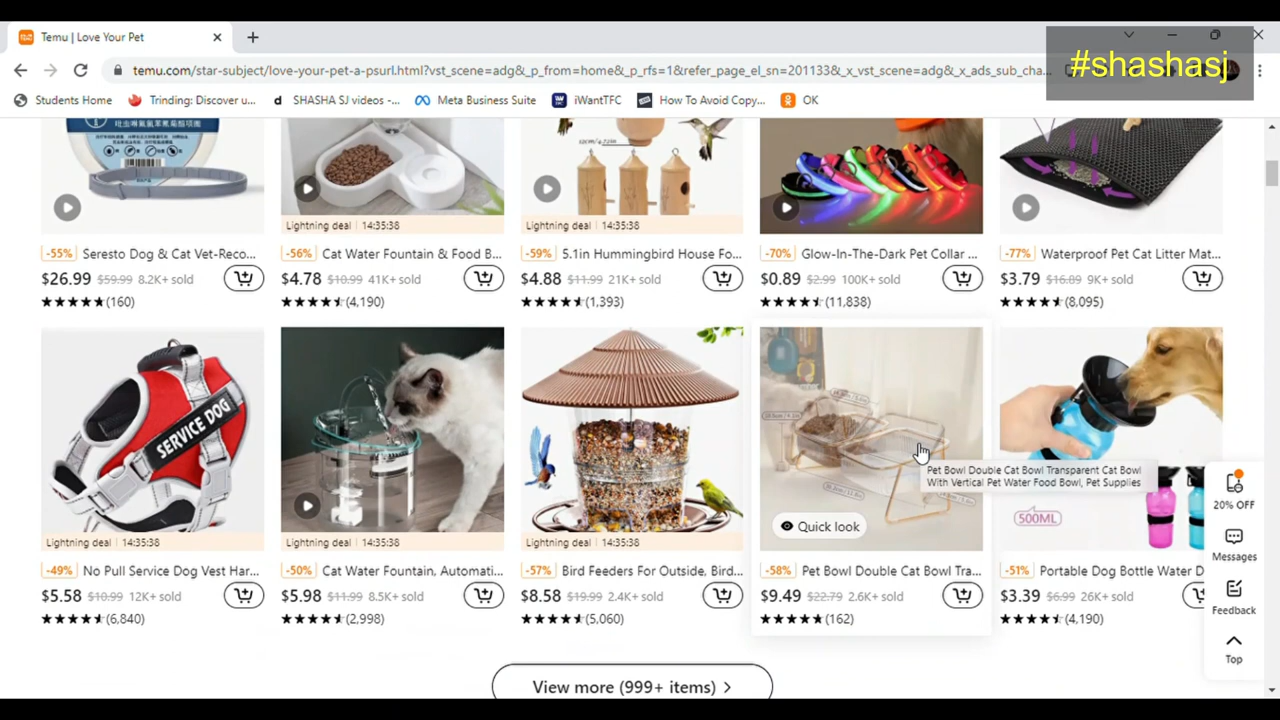 Temu | Love Your Pet
#shashasj
temu.com/star-subject/love-your-pet-a-psurl.html?vst_scene=adg&_p_from=home&_p_rfs=1&refer_page_el_sn=201133&_x_vst_scene=adg&_x_ads_sub_cha...
Students Home
Trinding: Discover u...
SHASHA SJ videos -...
Meta Business Suite
iWantTFC
How To Avoid Copy...
OK
Lightning deal | 14:35:38
Lightning deal | 14:35:38
-55% Seresto Dog & Cat Vet-Reco...
$26.99 $59.99 8.2K+ sold
(160)
-56% Cat Water Fountain & Food B...
$4.78 $10.99 41K+ sold
(4,190)
-59% 5.1in Hummingbird House Fo...
$4.88 $11.99 21K+ sold
(1,393)
-70% Glow-In-The-Dark Pet Collar ...
$0.89 $2.99 100K+ sold
(11,838)
-77% Waterproof Pet Cat Litter Mat...
$3.79 $16.89 9K+ sold
(8,095)
SERVICE DOG
Lightning deal | 14:35:38
-49% No Pull Service Dog Vest Har...
$5.58 $10.99 12K+ sold
(6,840)
Lightning deal | 14:35:38
-50% Cat Water Fountain, Automati...
$5.98 $11.99 8.5K+ sold
(2,998)
Lightning deal | 14:35:38
-57% Bird Feeders For Outside, Bird...
$8.58 $19.99 2.4K+ sold
(5,060)
Pet Bowl Double Cat Bowl Transparent Cat Bowl
With Vertical Pet Water Food Bowl, Pet Supplies
Quick look
-58% Pet Bowl Double Cat Bowl Tra...
$9.49 $22.79 2.6K+ sold
(162)
500ML
-51% Portable Dog Bottle Water D
$3.39 $6.99 26K+ sold
(4,190)
20% OFF
Messages
Feedback
Top
View more (999+ items) >